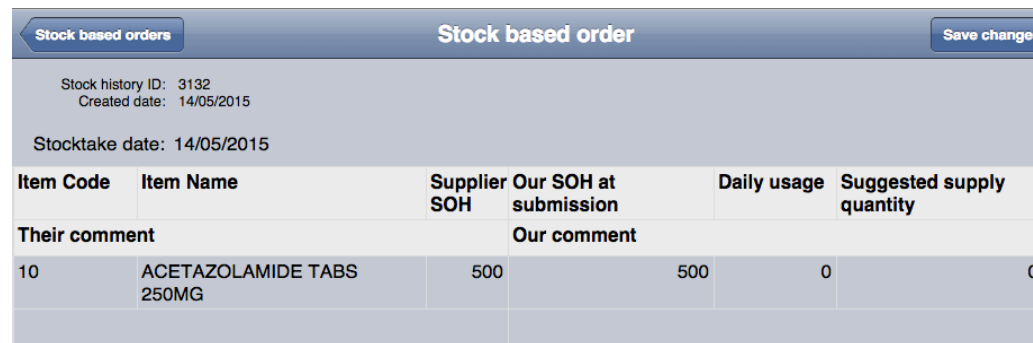 Stock based orders
Stock based order
Save change
Stock history ID: 3132
Created date: 14/05/2015
Stocktake date: 14/05/2015
Item Code Item Name Supplier SOH Our SOH at submission Daily usage Suggested supply quantity
Their comment Our comment
10 ACETAZOLAMIDE TABS 250MG 500 500 0 0